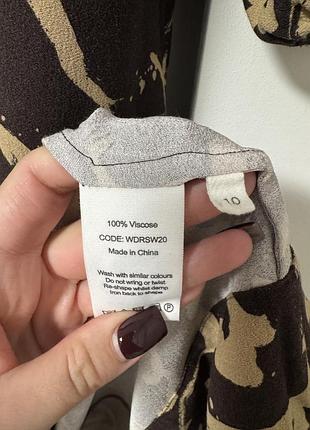 100% Viscose
CODE: WDRSW20
Made in China
Wash with similar colours
Do not wring or twist
Re-shape whilst damp
Iron back to shape
P
10